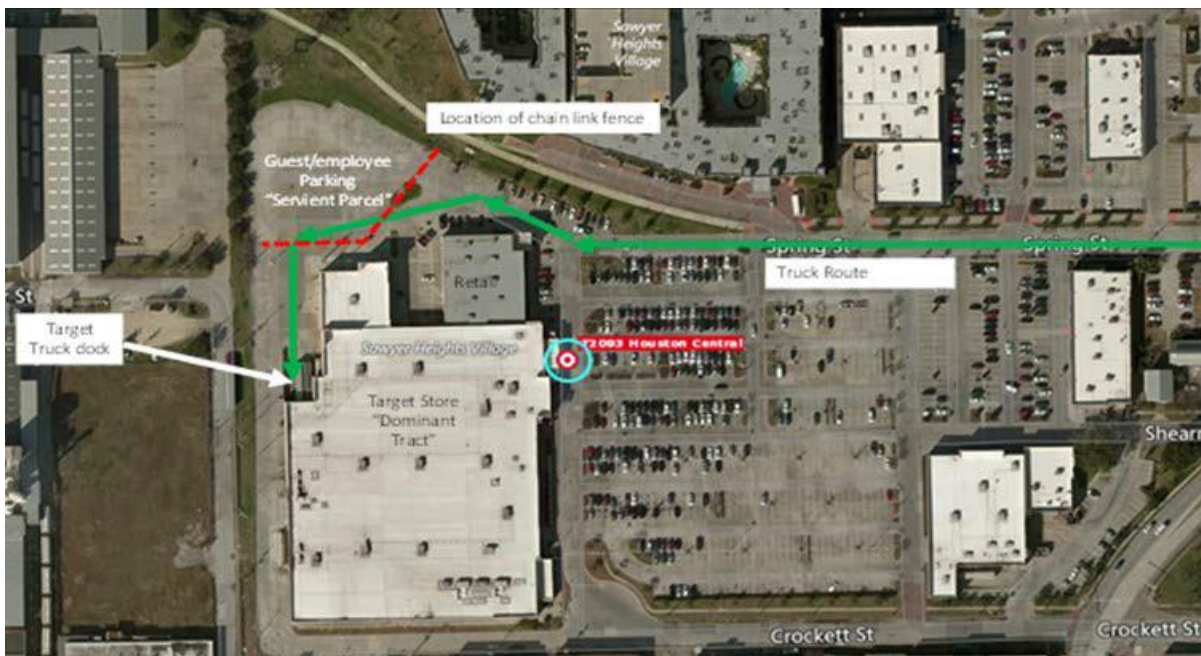 Sawyer
Heights
Village
Location of chain link fence
Guest/employee
Parking
"Servient Parcel"
Spring St
Spring St
Truck Route
Retail
St
Target
Truck dock
T2093 Houston Central
Sawyer Heights Village
Target Store
"Dominant
Tract"
Shearn
Crockett St
Crockett St